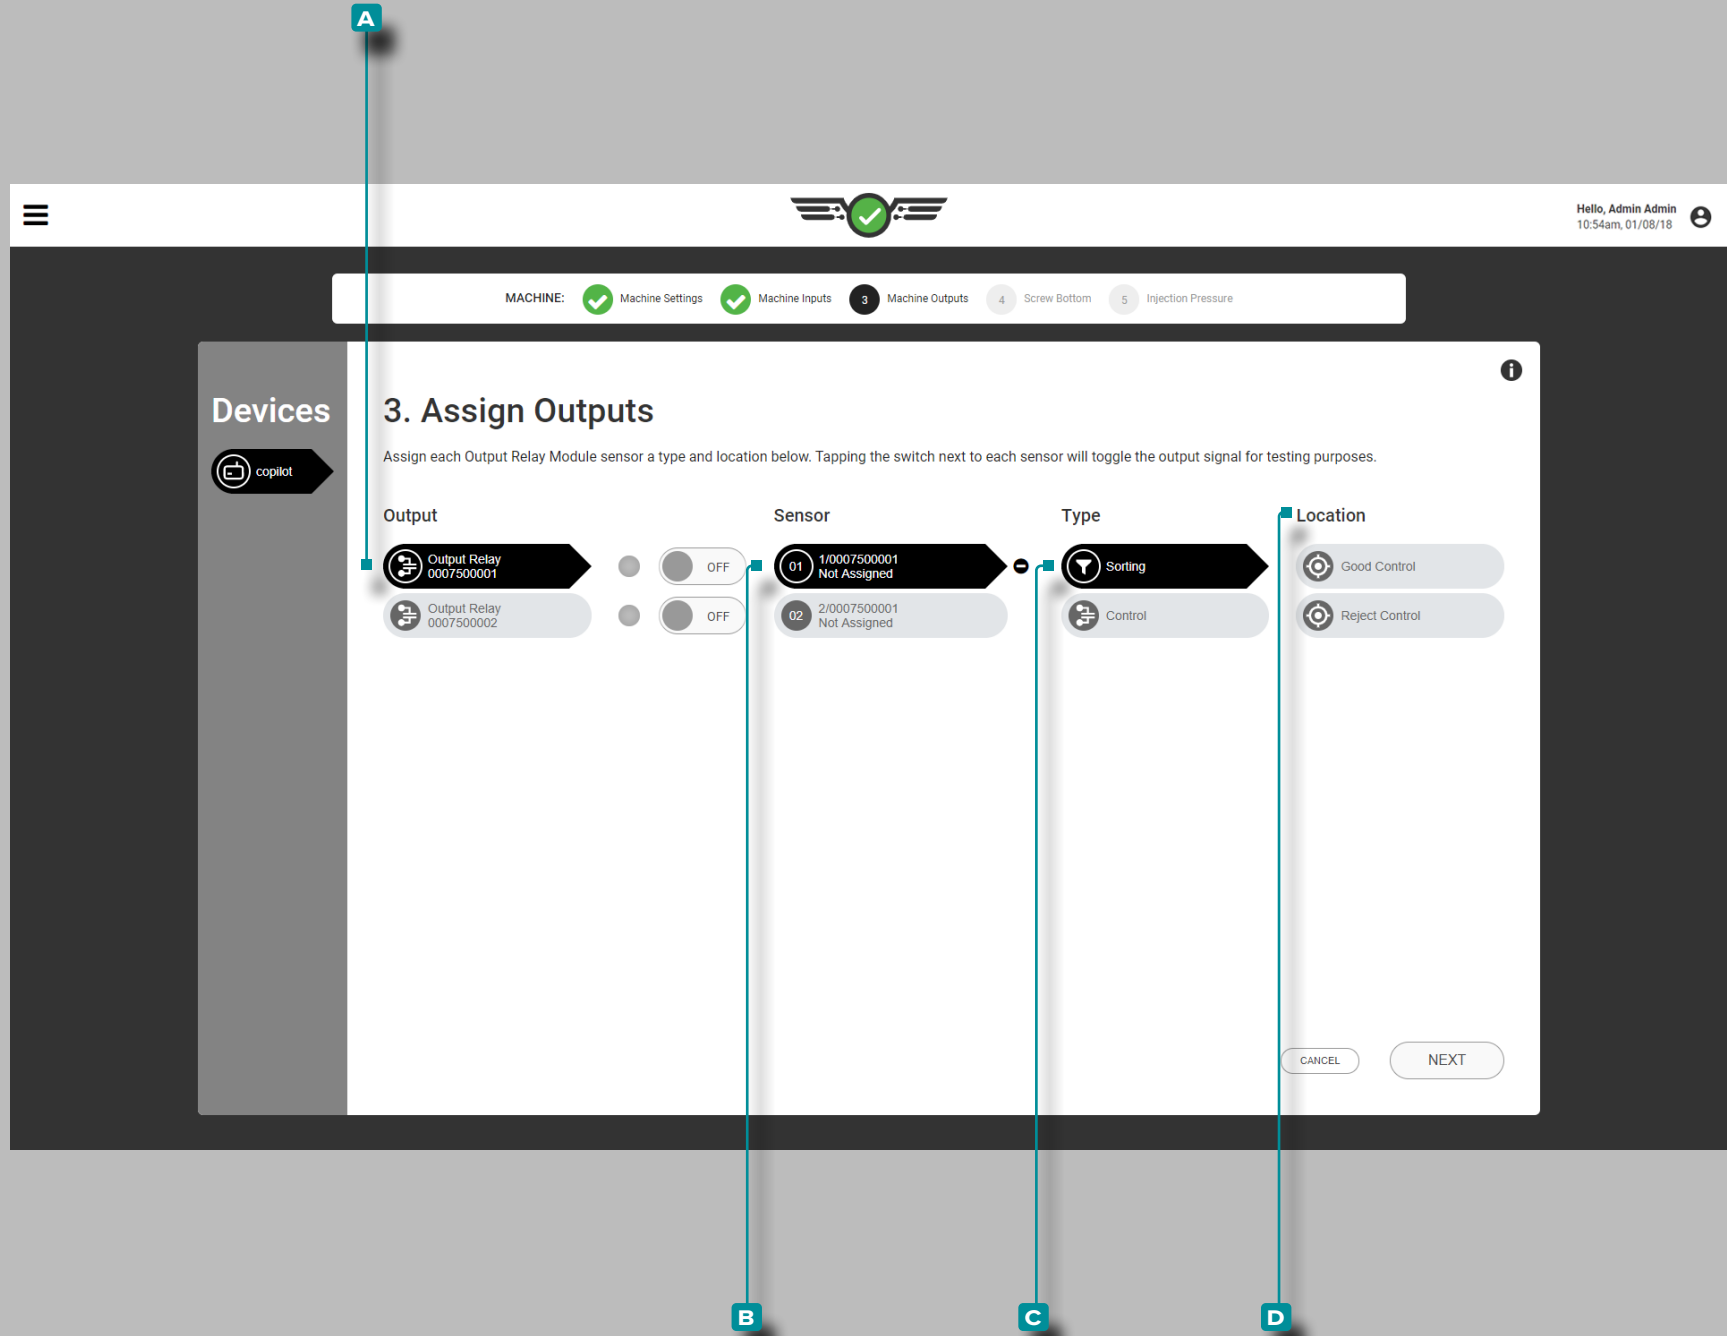 A
Hello, Admin Admin
10:54am, 01/08/18
MACHINE: Machine Settings Machine Inputs 3 Machine Outputs 4 Screw Bottom 5 Injection Pressure
Devices
copilot
3. Assign Outputs
Assign each Output Relay Module sensor a type and location below. Tapping the switch next to each sensor will toggle the output signal for testing purposes.
Output
Output Relay
0007500001
OFF
Output Relay
0007500002
OFF
Sensor
01 1/0007500001
Not Assigned
02 2/0007500001
Not Assigned
Type
Sorting
Control
Location
Good Control
Reject Control
CANCEL
NEXT
B
C
D